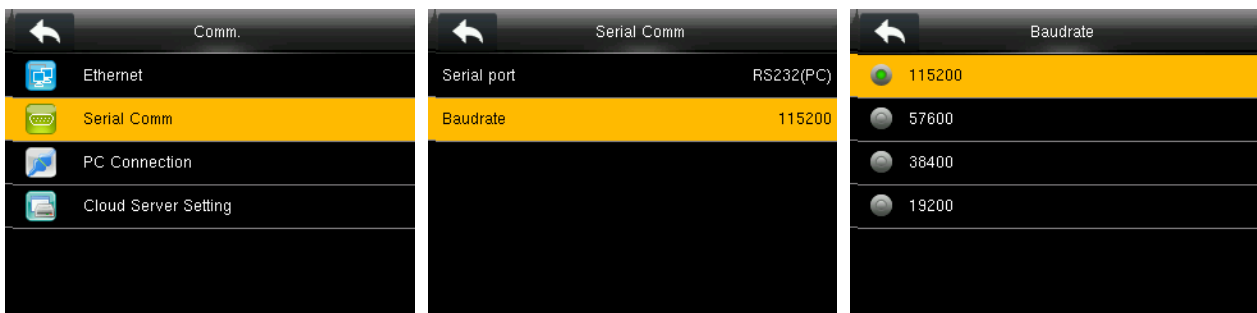 Comm.
Ethernet
Serial Comm
PC Connection
Cloud Server Setting
Serial Comm
Serial port RS232(PC)
Baudrate 115200
Baudrate
115200
57600
38400
19200